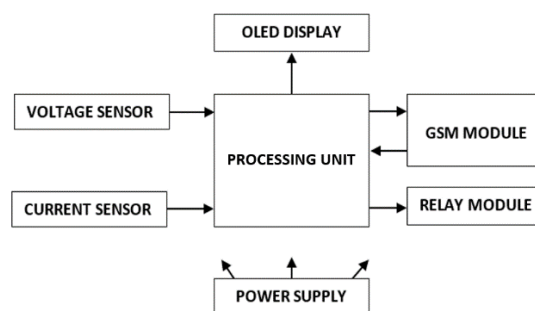 OLED DISPLAY
VOLTAGE SENSOR
GSM MODULE
PROCESSING UNIT
CURRENT SENSOR
RELAY MODULE
POWER SUPPLY